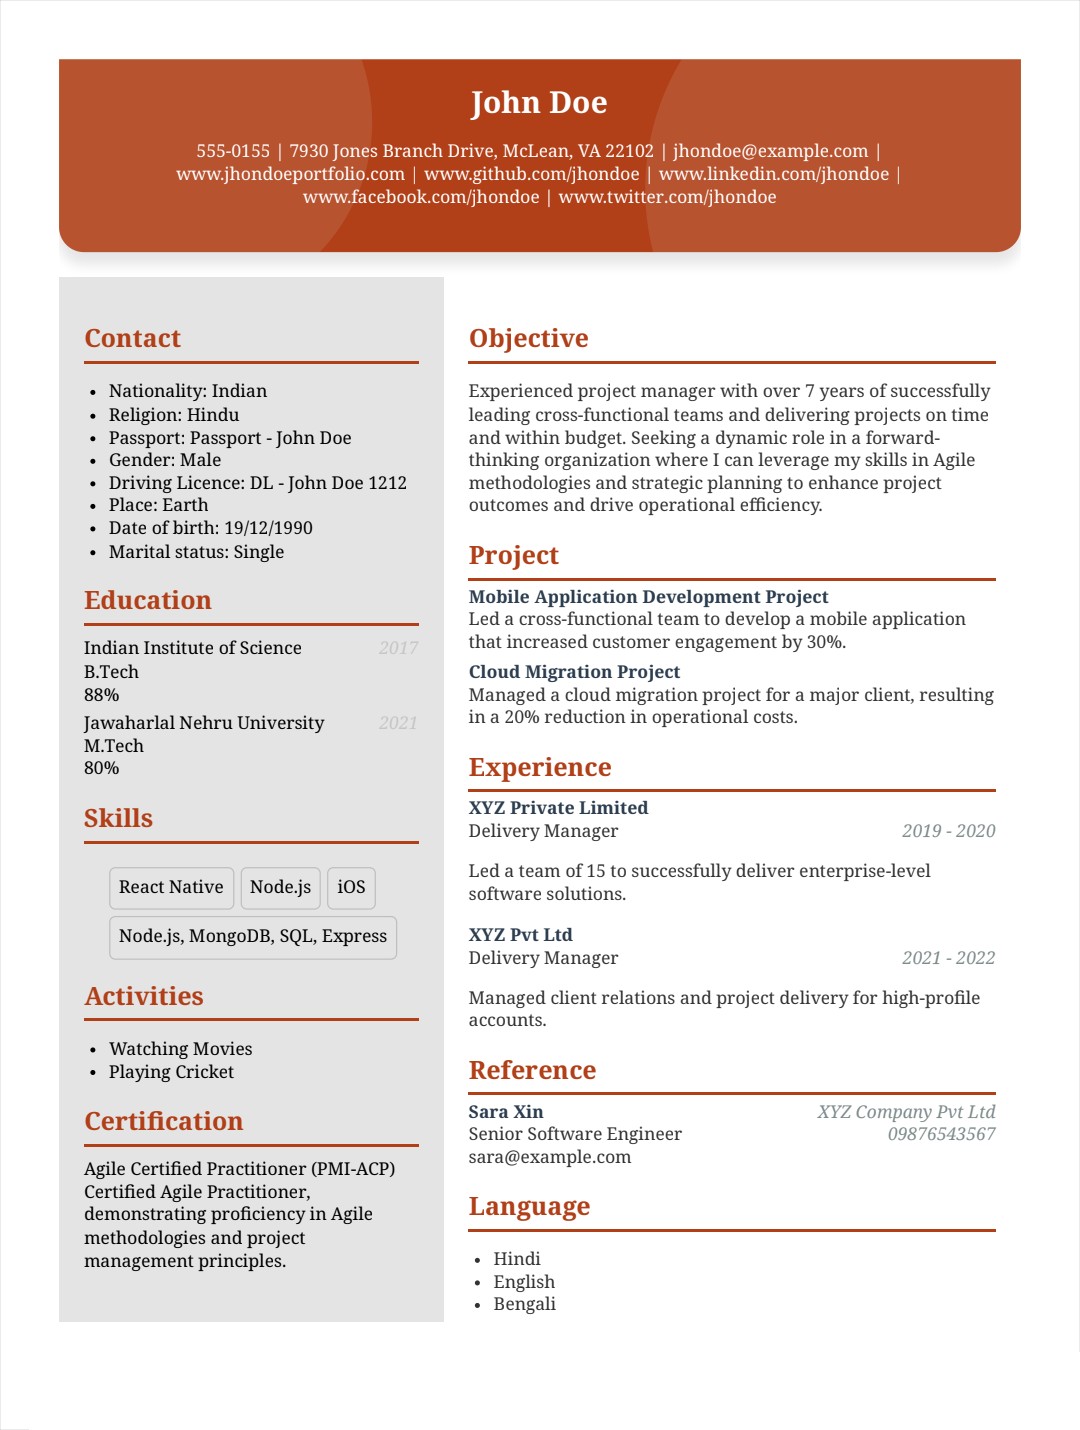 John Doe
555-0155 | 7930 Jones Branch Drive, McLean, VA 22102 | jhondoe@example.com |
www.jhondoeportfolio.com | www.github.com/jhondoe | www.linkedin.com/jhondoe |
www.facebook.com/jhondoe | www.twitter.com/jhondoe
Contact
• Nationality: Indian
• Religion: Hindu
• Passport: Passport - John Doe
• Gender: Male
• Driving Licence: DL - John Doe 1212
• Place: Earth
• Date of birth: 19/12/1990
• Marital status: Single
Education
Indian Institute of Science 2017
B.Tech
88%
Jawaharlal Nehru University 2021
M.Tech
80%
Skills
React Native Node.js iOS
Node.js, MongoDB, SQL, Express
Activities
• Watching Movies
• Playing Cricket
Certification
Agile Certified Practitioner (PMI-ACP)
Certified Agile Practitioner,
demonstrating proficiency in Agile
methodologies and project
management principles.
Objective
Experienced project manager with over 7 years of successfully
leading cross-functional teams and delivering projects on time
and within budget. Seeking a dynamic role in a forward-
thinking organization where I can leverage my skills in Agile
methodologies and strategic planning to enhance project
outcomes and drive operational efficiency.
Project
Mobile Application Development Project
Led a cross-functional team to develop a mobile application
that increased customer engagement by 30%.
Cloud Migration Project
Managed a cloud migration project for a major client, resulting
in a 20% reduction in operational costs.
Experience
XYZ Private Limited
Delivery Manager 2019 - 2020
Led a team of 15 to successfully deliver enterprise-level
software solutions.
XYZ Pvt Ltd
Delivery Manager 2021 - 2022
Managed client relations and project delivery for high-profile
accounts.
Reference
Sara Xin XYZ Company Pvt Ltd
Senior Software Engineer 09876543567
sara@example.com
Language
• Hindi
• English
• Bengali